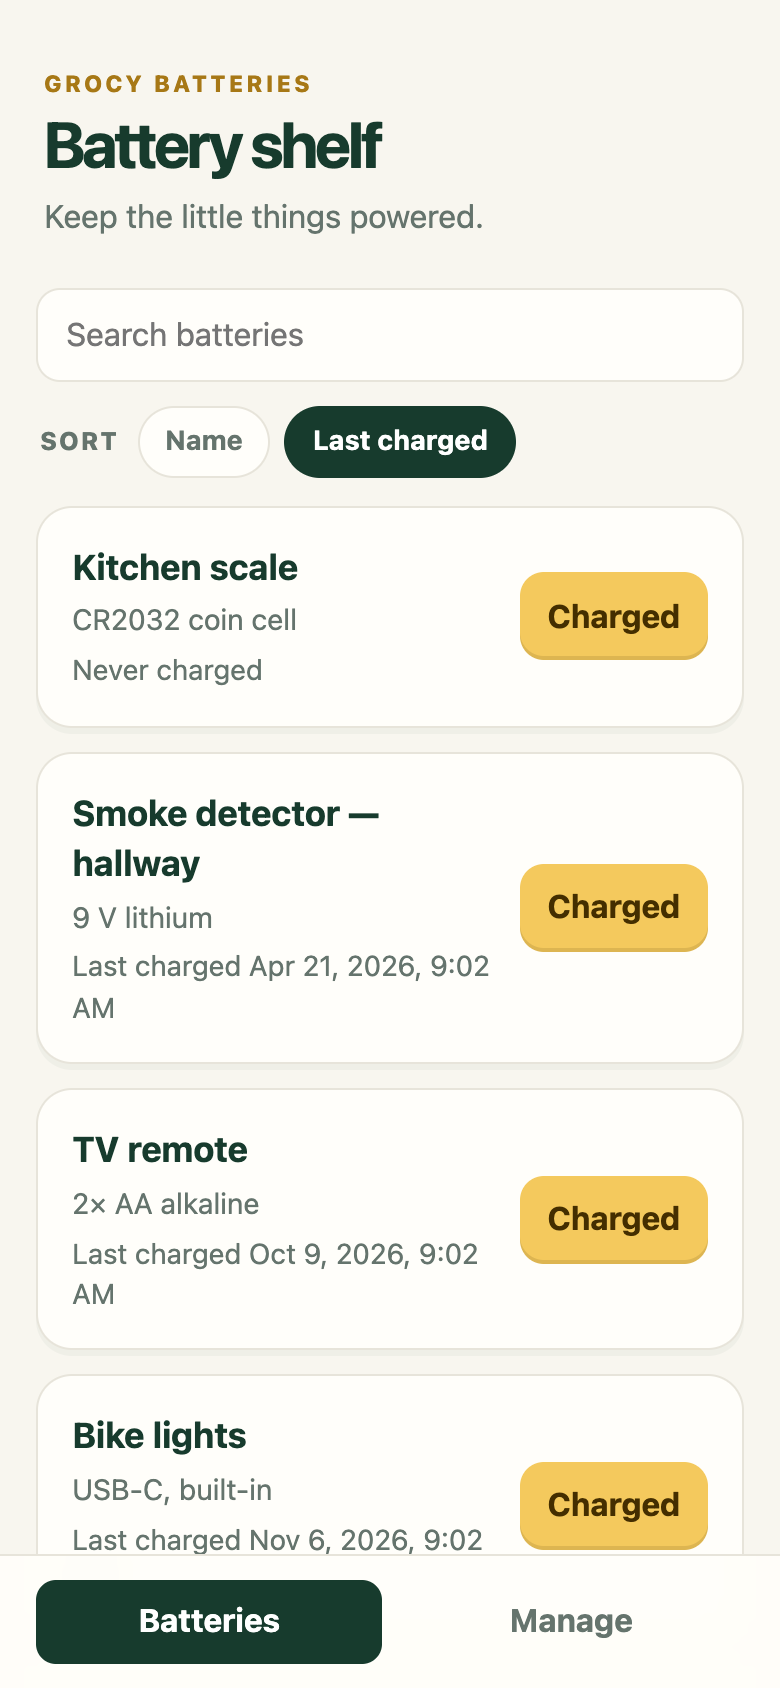 GROCY BATTERIES
Battery shelf
Keep the little things powered.
Search batteries
SORT Name Last charged
Kitchen scale
CR2032 coin cell
Never charged
Charged
Smoke detector —
hallway
9 V lithium
Last charged Apr 21, 2026, 9:02
AM
Charged
TV remote
2× AA alkaline
Last charged Oct 9, 2026, 9:02
AM
Charged
Bike lights
USB-C, built-in
Last charged Nov 6, 2026, 9:02
Charged
Batteries Manage